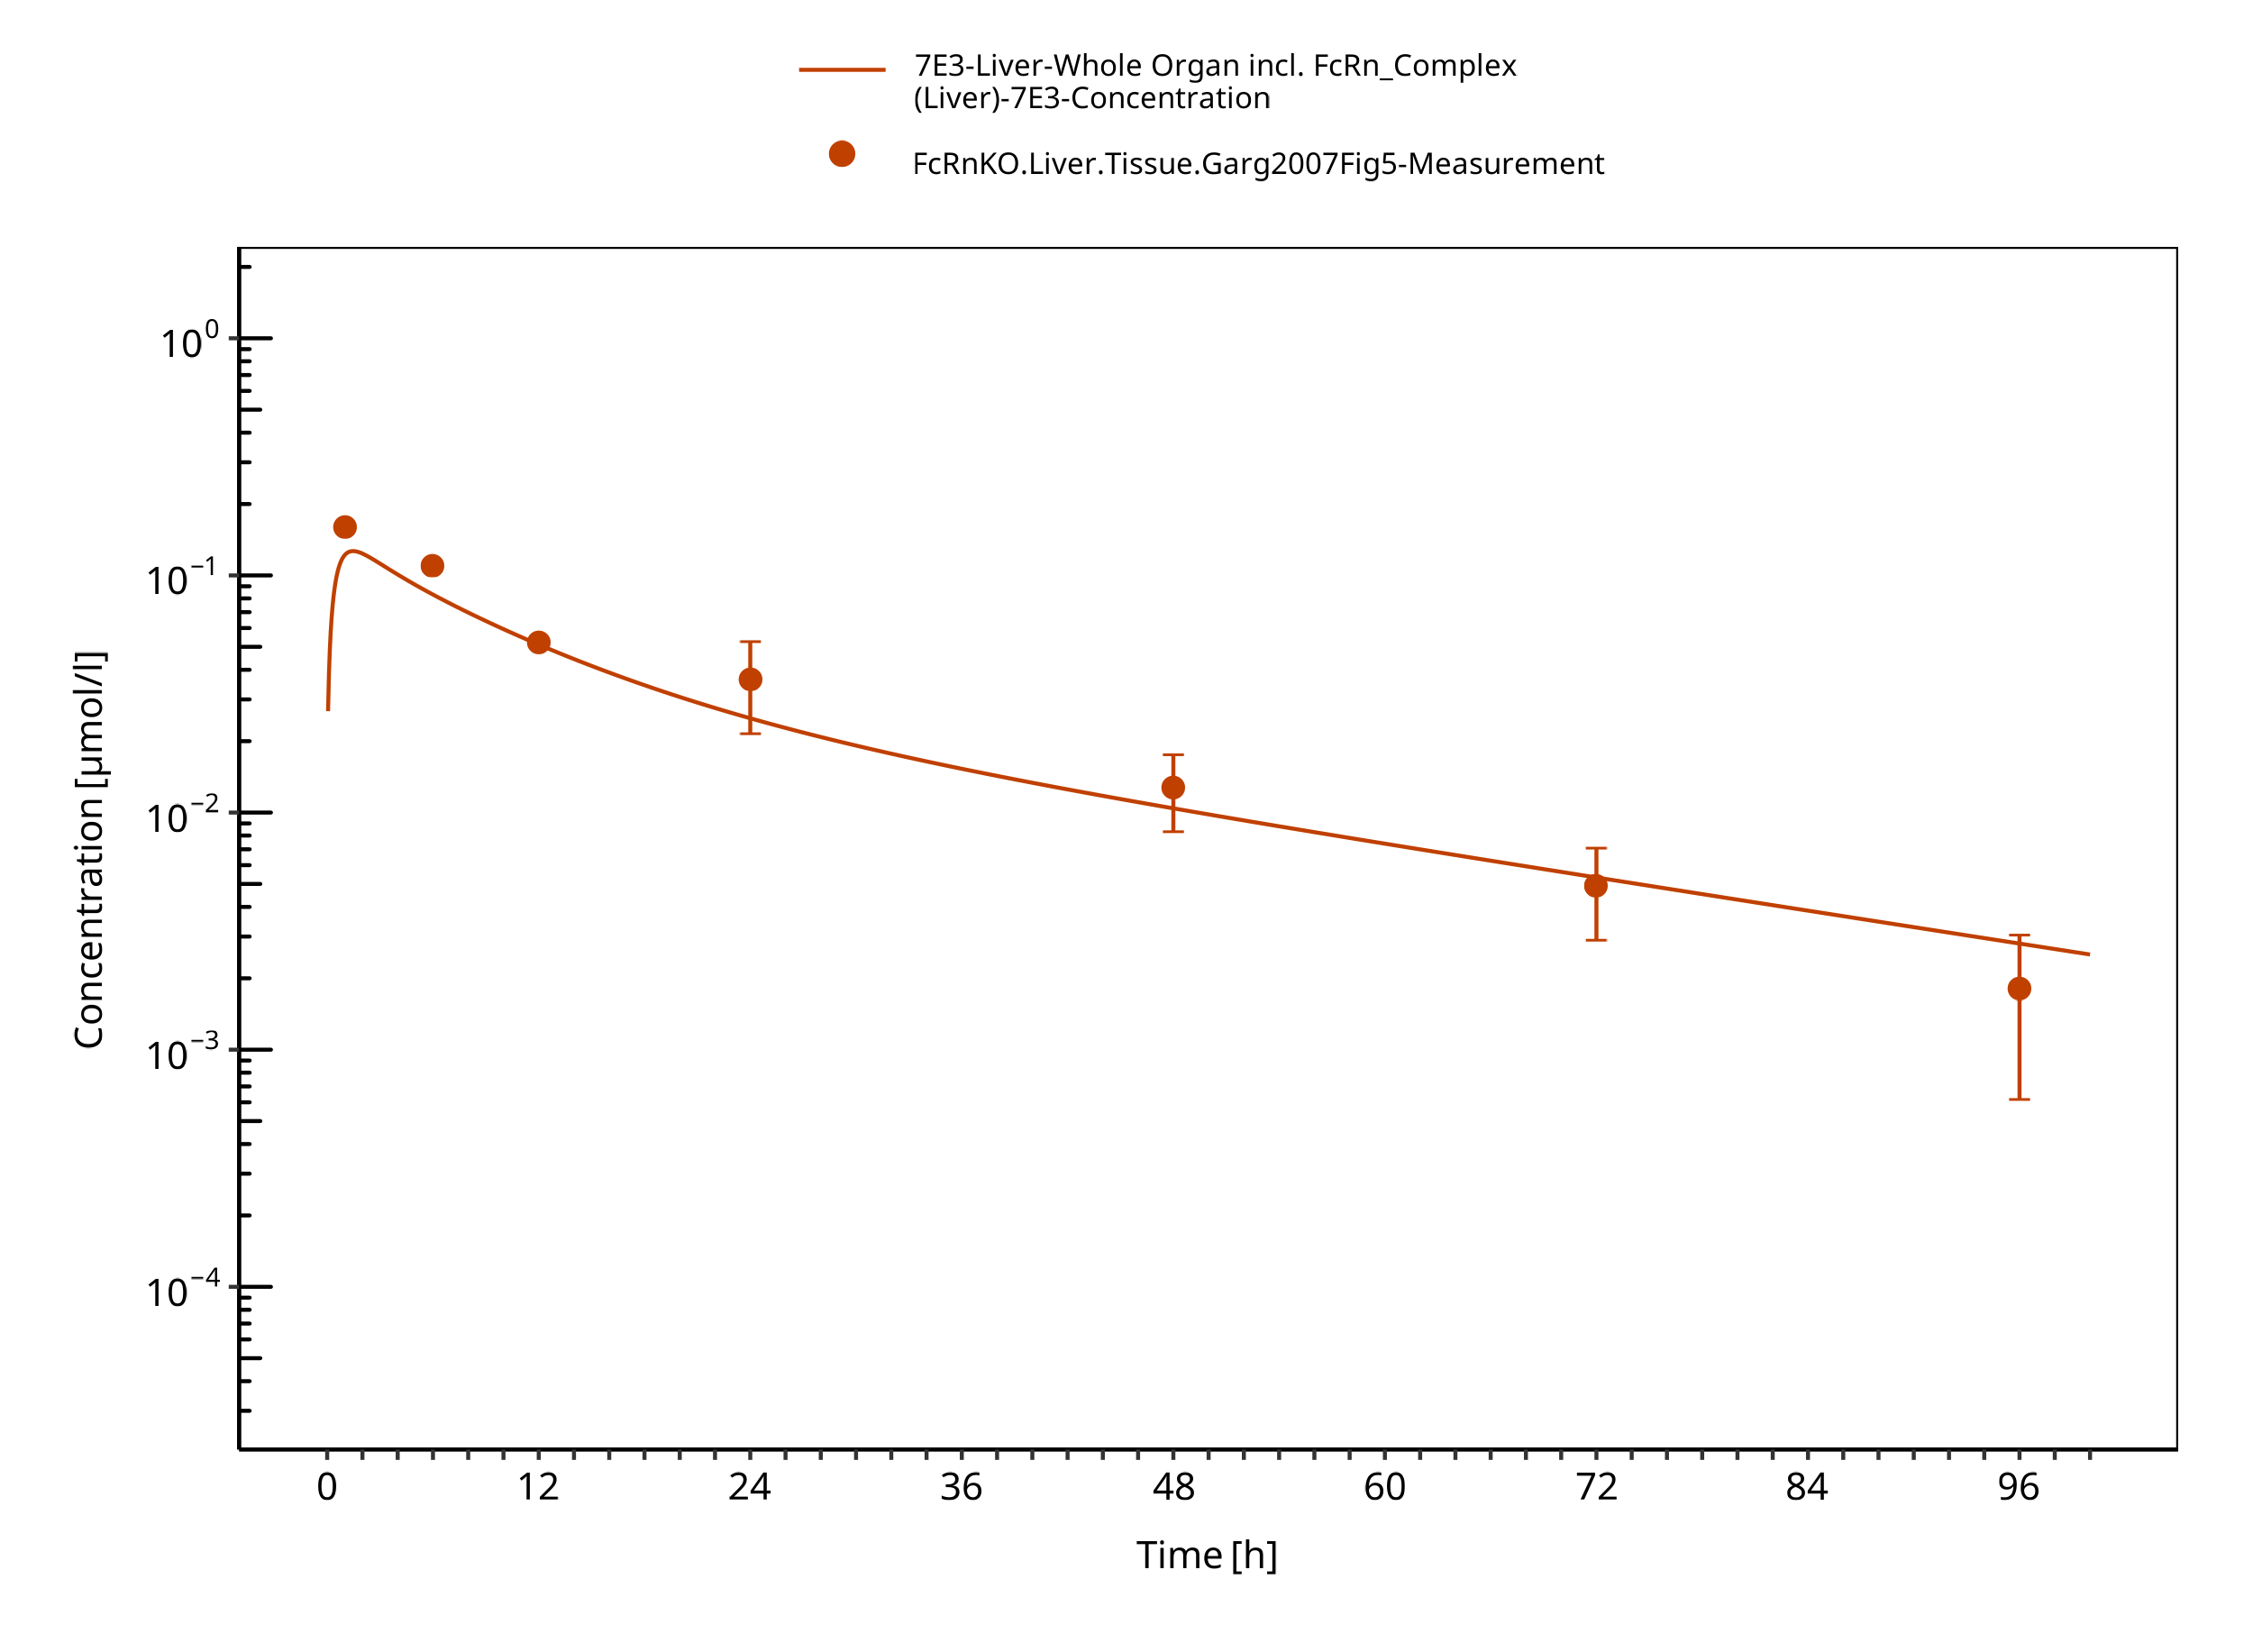 7E3-Liver-Whole Organ incl. FcRn_Complex
(Liver)-7E3-Concentration
FcRnKO.Liver.Tissue.Garg2007Fig5-Measurement
Concentration [µmol/l]
10⁰
10⁻¹
10⁻²
10⁻³
10⁻⁴
0 12 24 36 48 60 72 84 96
Time [h]